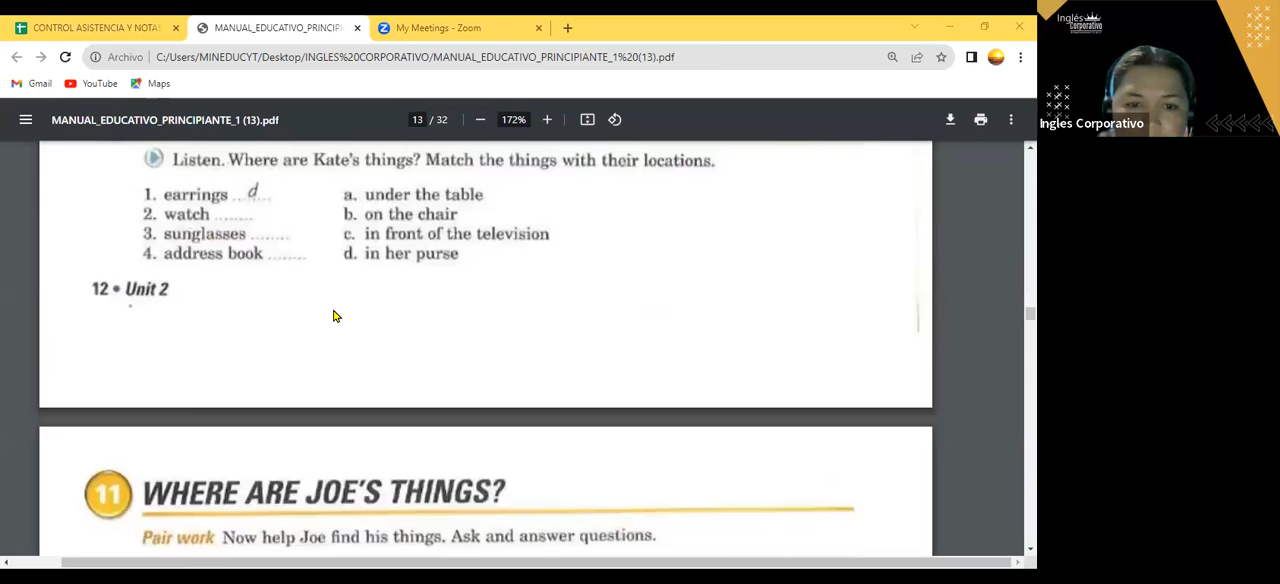 CONTROL ASISTENCIA Y NOTAS
MANUAL_EDUCATIVO_PRINCIPI
My Meetings - Zoom
Archivo
C:/Users/MINEDUCYT/Desktop/INGLES%20CORPORATIVO/MANUAL_EDUCATIVO_PRINCIPIANTE_1%20(13).pdf
Gmail
YouTube
Maps
MANUAL_EDUCATIVO_PRINCIPIANTE_1 (13).pdf
13 / 32
172%
Listen. Where are Kate's things? Match the things with their locations.
1. earrings ..d...
2. watch ........
3. sunglasses ........
4. address book ........
a. under the table
b. on the chair
c. in front of the television
d. in her purse
12 • Unit 2
11 WHERE ARE JOE'S THINGS?
Pair work Now help Joe find his things. Ask and answer questions.
Inglés
Corporativo
Ingles Corporativo